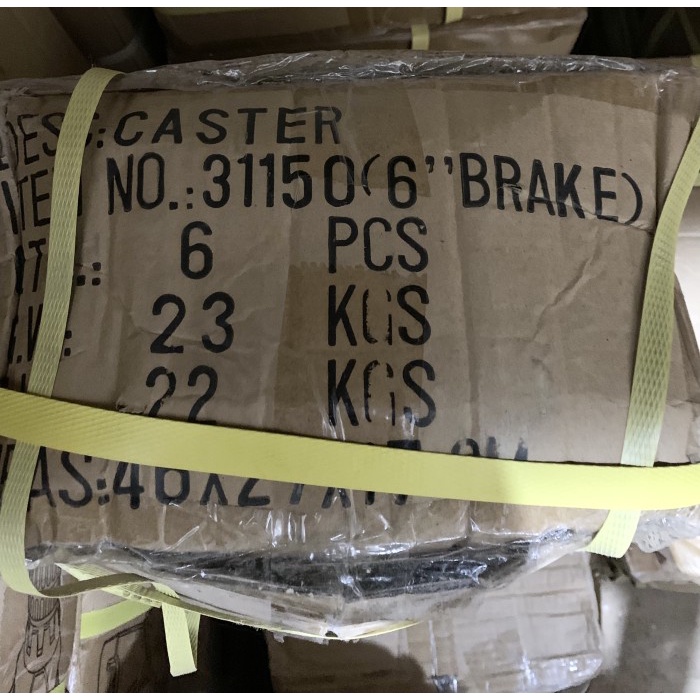 DESC:CASTER
ITEM NO.:31150(6''BRAKE)
6 PCS
23 KGS
22 KGS